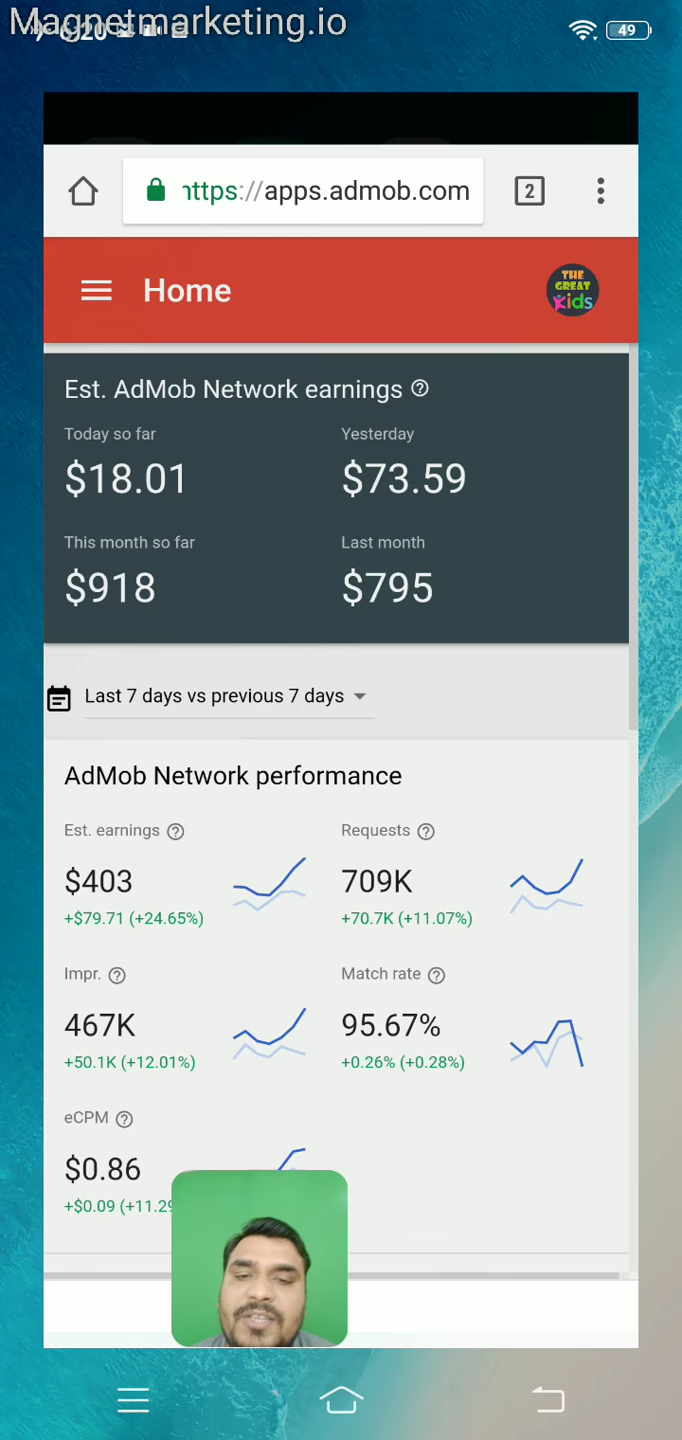 Magnetmarketing.io
6:20
49
https://apps.admob.com
2
Home
THE
GREAT
Kids
Est. AdMob Network earnings
Today so far
Yesterday
$18.01
$73.59
This month so far
Last month
$918
$795
Last 7 days vs previous 7 days
AdMob Network performance
Est. earnings
Requests
$403
709K
+$79.71 (+24.65%)
+70.7K (+11.07%)
Impr.
Match rate
467K
95.67%
+50.1K (+12.01%)
+0.26% (+0.28%)
eCPM
$0.86
+$0.09 (+11.29